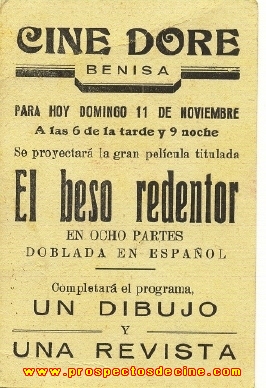 CINE DORE
BENISA
PARA HOY DOMINGO 11 DE NOVIEMBRE
A las 6 de la tarde y 9 noche
Se proyectará la gran película titulada
El beso redentor
EN OCHO PARTES
DOBLADA EN ESPAÑOL
Completará el programa,
UN DIBUJO
Y
UNA REVISTA
www.prospectosdecine.com